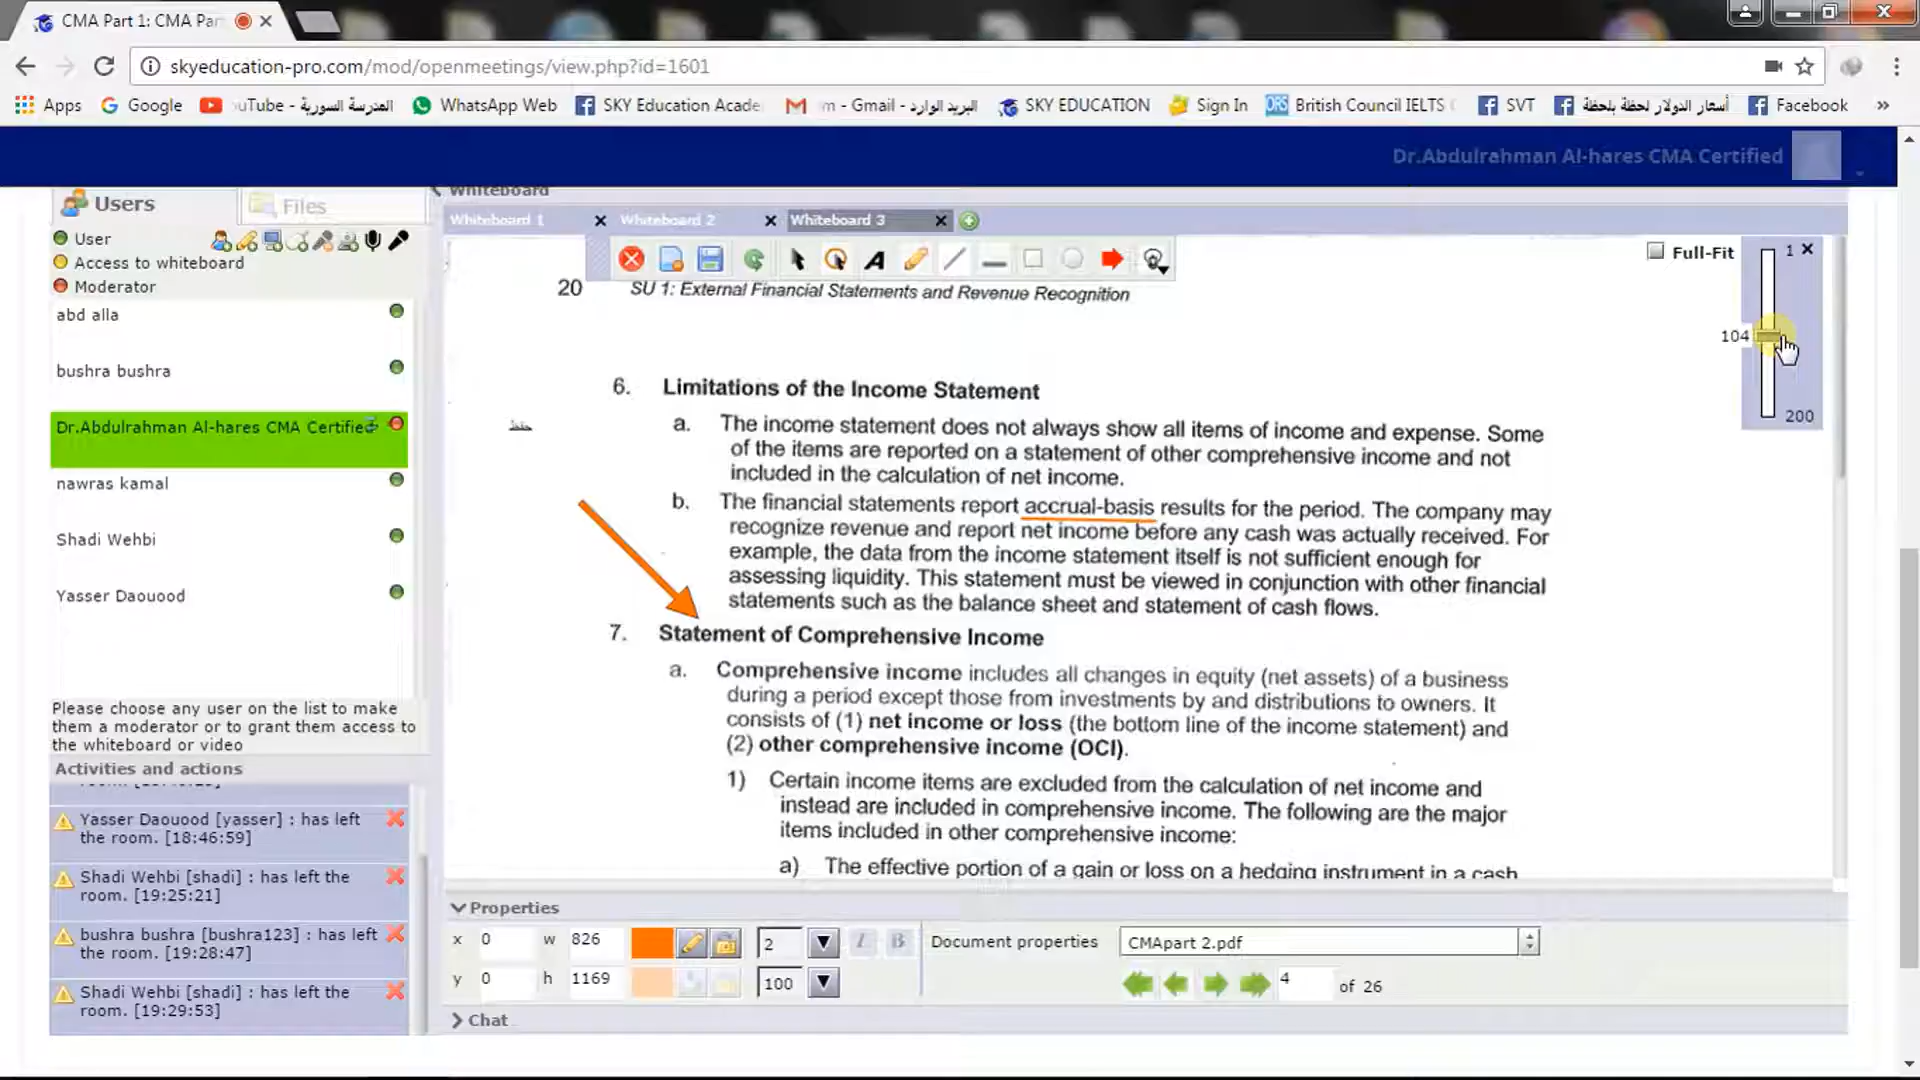 CMA Part 1: CMA Par
skyeducation-pro.com/mod/openmeetings/view.php?id=1601
Apps
Google
uTube - المدرسة السورية
WhatsApp Web
SKY Education Acade
m - Gmail - البريد الوارد
SKY EDUCATION
Sign In
DRS British Council IELTS
SVT
أسعار الدولار لحظة بلحظة
Facebook
Dr.Abdulrahman Al-hares CMA Certified
Users
Files
User
Access to whiteboard
Moderator
abd alla
bushra bushra
Dr.Abdulrahman Al-hares CMA Certified
nawras kamal
Shadi Wehbi
Yasser Daouood
Please choose any user on the list to make
them a moderator or to grant them access to
the whiteboard or video
Activities and actions
Yasser Daouood [yasser] : has left
the room. [18:46:59]
Shadi Wehbi [shadi] : has left the
room. [19:25:21]
bushra bushra [bushra123] : has left
the room. [19:28:47]
Shadi Wehbi [shadi] : has left the
room. [19:29:53]
Whiteboard
Whiteboard 1
Whiteboard 2
Whiteboard 3
Full-Fit
1
104
200
20 SU 1: External Financial Statements and Revenue Recognition
6. Limitations of the Income Statement
a. The income statement does not always show all items of income and expense. Some
of the items are reported on a statement of other comprehensive income and not
included in the calculation of net income.
b. The financial statements report accrual-basis results for the period. The company may
recognize revenue and report net income before any cash was actually received. For
example, the data from the income statement itself is not sufficient enough for
assessing liquidity. This statement must be viewed in conjunction with other financial
statements such as the balance sheet and statement of cash flows.
7. Statement of Comprehensive Income
a. Comprehensive income includes all changes in equity (net assets) of a business
during a period except those from investments by and distributions to owners. It
consists of (1) net income or loss (the bottom line of the income statement) and
(2) other comprehensive income (OCI).
1) Certain income items are excluded from the calculation of net income and
instead are included in comprehensive income. The following are the major
items included in other comprehensive income:
a) The effective portion of a gain or loss on a hedging instrument in a cash
Properties
x 0 w 826 2 I B Document properties CMApart 2.pdf
y 0 h 1169 100 4 of 26
Chat